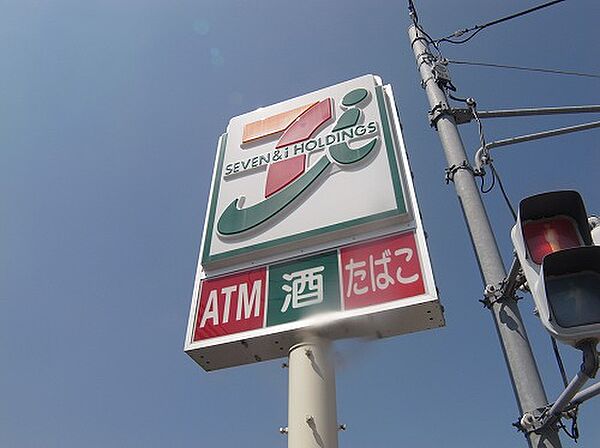 SEVEN & i HOLDINGS
ATM 酒 たばこ